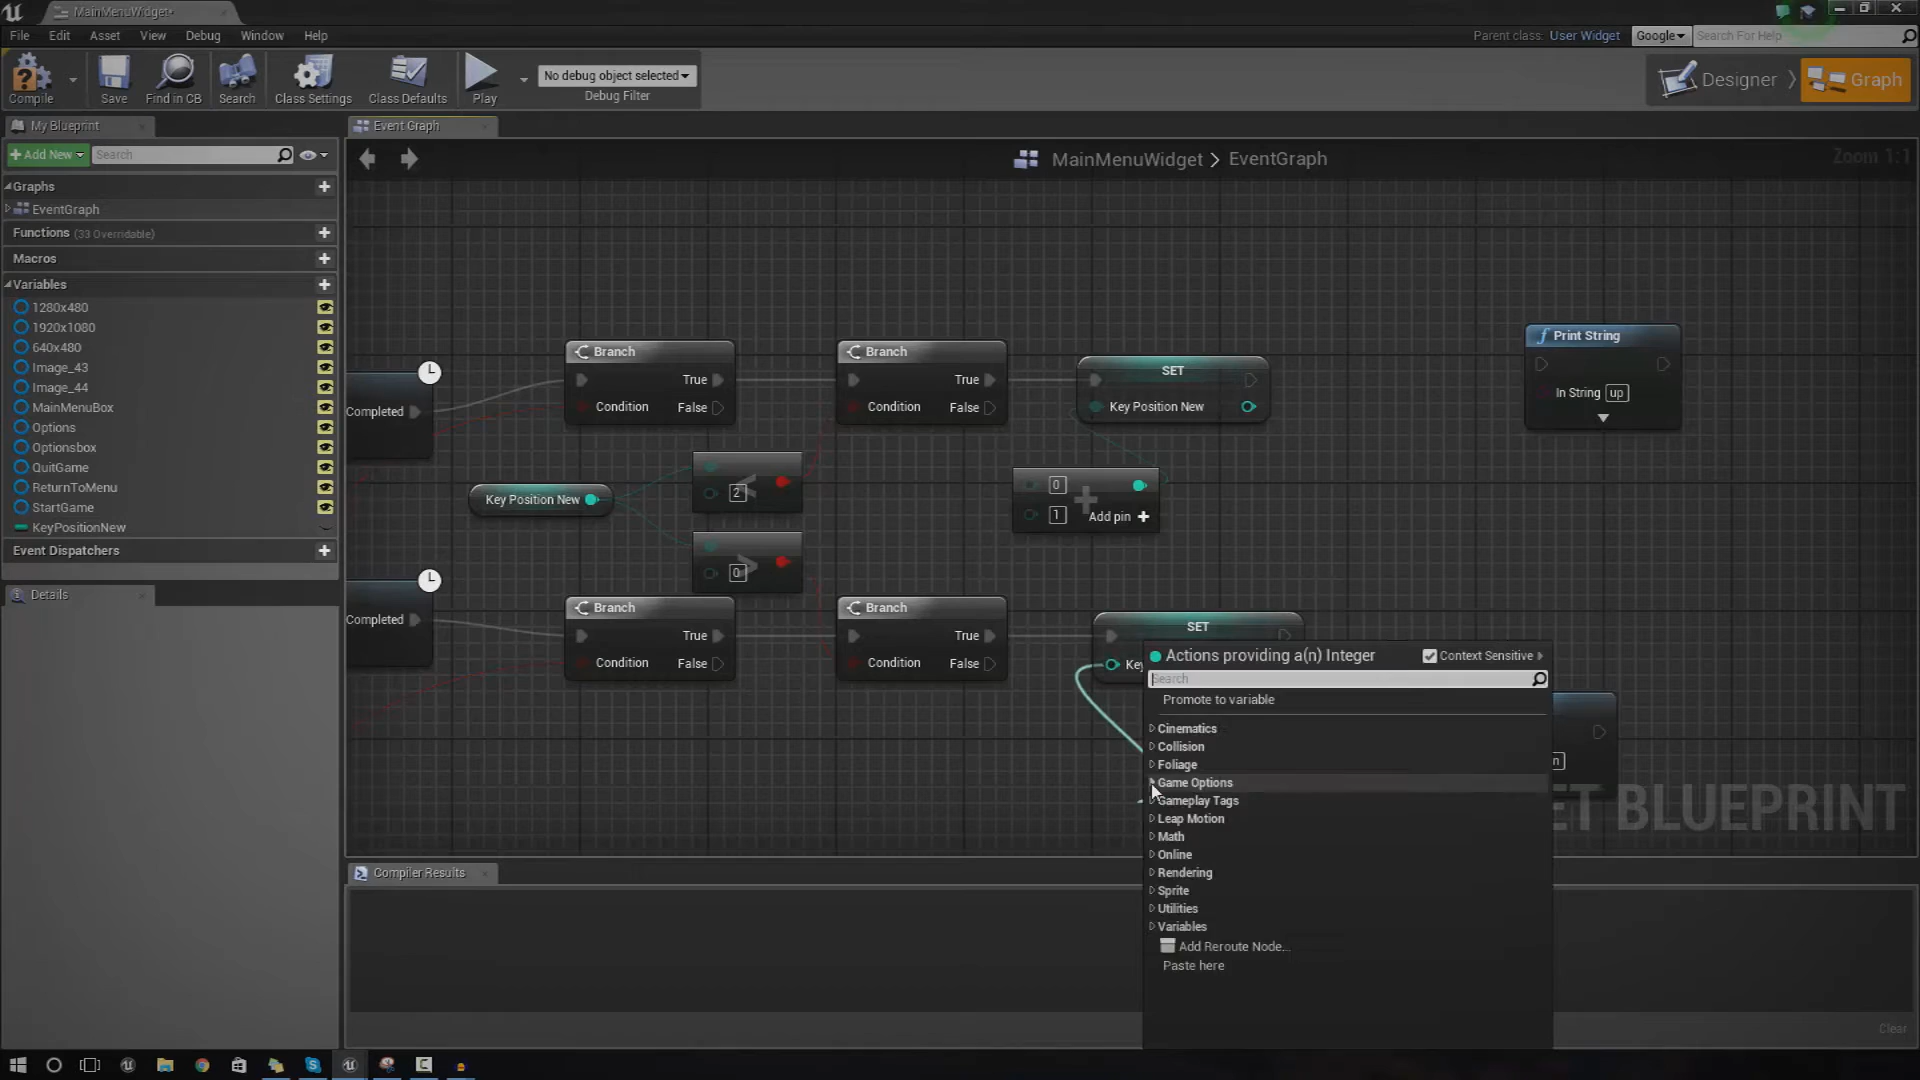 MainMenuWidget*
File Edit Asset View Debug Window Help
Parent class: User Widget Google Search For Help
Compile Save Find in CB Search Class Settings Class Defaults Play
No debug object selected
Debug Filter
Designer Graph
My Blueprint
Event Graph
+ Add New Search
MainMenuWidget > EventGraph
Zoom 1:1
Graphs
EventGraph
Functions (33 Overridable)
Macros
Variables
1280x480
1920x1080
640x480
Image_43
Image_44
MainMenuBox
Options
Optionsbox
QuitGame
ReturnToMenu
StartGame
KeyPositionNew
Event Dispatchers
Details
Completed
Branch
True
Condition False
Branch
True
Condition False
SET
Key Position New
Print String
In String up
Key Position New
< 2
> 0
0
1 + Add pin +
Completed
Branch
True
Condition False
Branch
True
Condition False
SET
Key
Actions providing a(n) Integer Context Sensitive
Search
Promote to variable
Cinematics
Collision
Foliage
Game Options
Gameplay Tags
Leap Motion
Math
Online
Rendering
Sprite
Utilities
Variables
Add Reroute Node...
Paste here
n
ET BLUEPRINT
Compiler Results
Clear